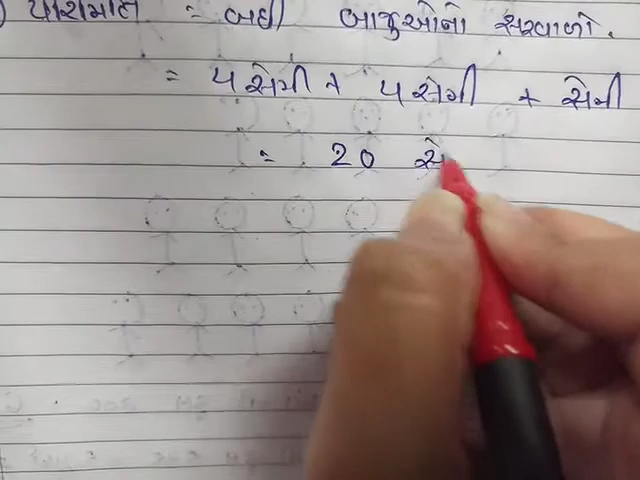 પરિમિતિ = બધી બાજુઓનો સરવાળો.
= ૫ સેમી + ૫ સેમી + સેમી
= 20 સે